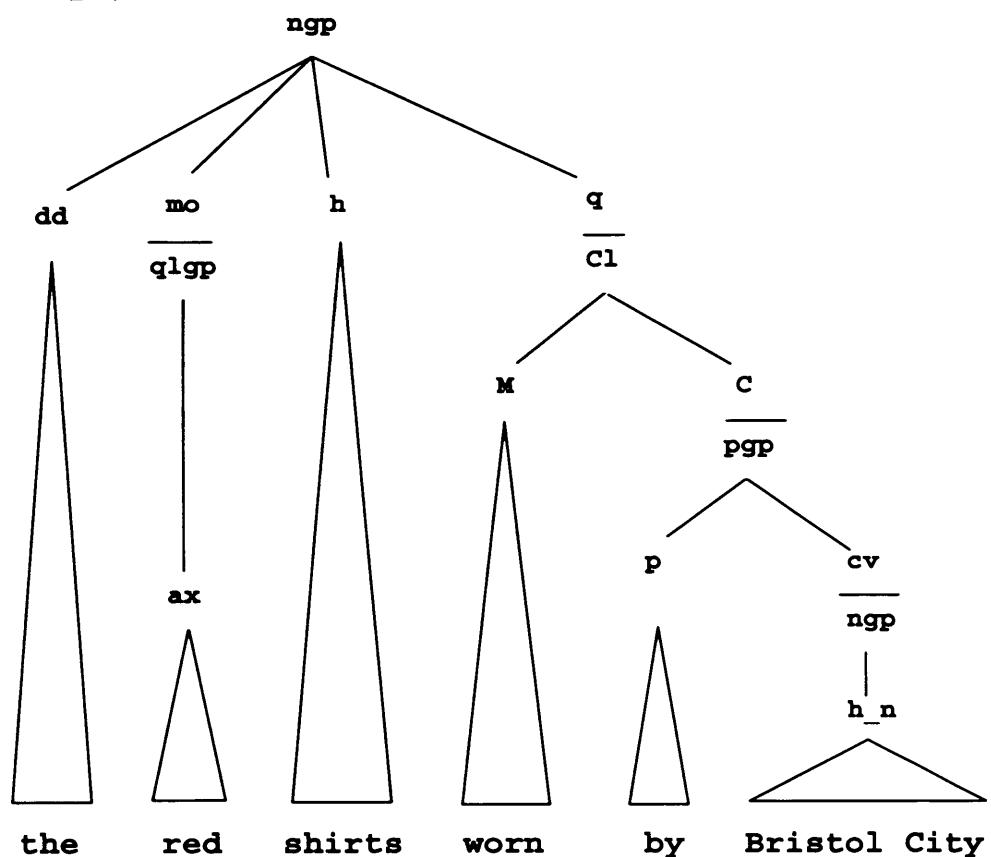 ngp
dd mo h q
qlgp Cl
M C
pgp
ax p cv
ngp
h_n
the red shirts worn by Bristol City